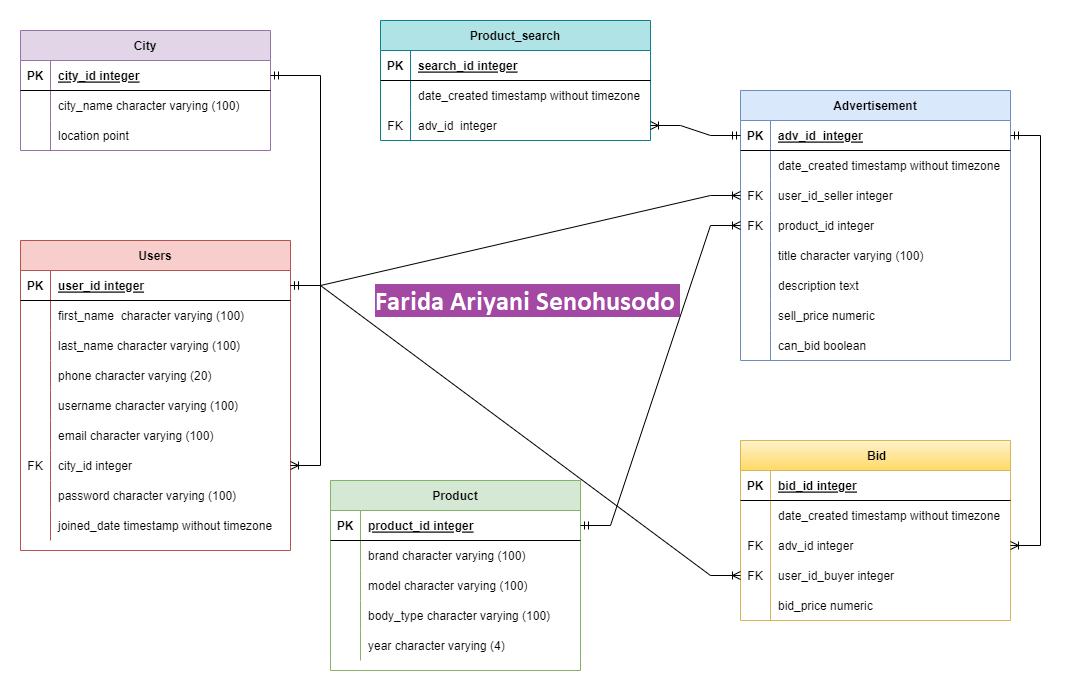 City
PK city_id integer
city_name character varying (100)
location point
Product_search
PK search_id integer
date_created timestamp without timezone
FK adv_id integer
Advertisement
PK adv_id integer
date_created timestamp without timezone
FK user_id_seller integer
FK product_id integer
title character varying (100)
description text
sell_price numeric
can_bid boolean
Users
PK user_id integer
first_name character varying (100)
last_name character varying (100)
phone character varying (20)
username character varying (100)
email character varying (100)
FK city_id integer
password character varying (100)
joined_date timestamp without timezone
Farida Ariyani Senohusodo
Product
PK product_id integer
brand character varying (100)
model character varying (100)
body_type character varying (100)
year character varying (4)
Bid
PK bid_id integer
date_created timestamp without timezone
FK adv_id integer
FK user_id_buyer integer
bid_price numeric